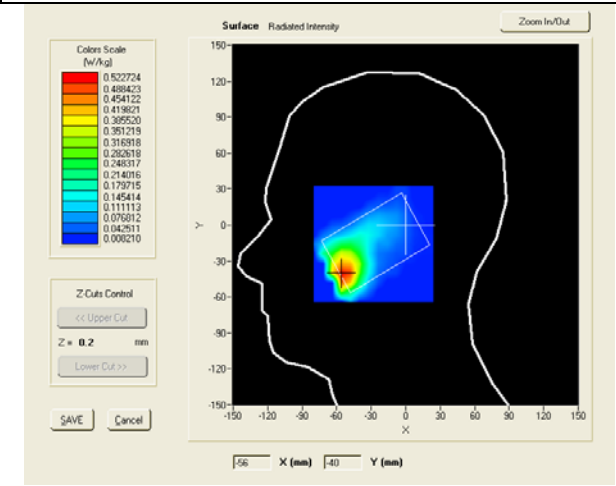 Surface Radiated Intensity
Zoom In/Out
Colors Scale
(W/kg)
0.522724
0.488423
0.454122
0.419821
0.385520
0.351219
0.316918
0.282618
0.248317
0.214016
0.179715
0.145414
0.111113
0.076812
0.042511
0.008210
Z-Cuts Control
<< Upper Cut
Z = 0.2 mm
Lower Cut >>
SAVE Cancel
150-
120-
90-
60-
30-
0-
-30-
-60-
-90-
-120-
-150-
Y
-150 -120 -90 -60 -30 0 30 60 90 120 150
X
-56 X (mm) -40 Y (mm)